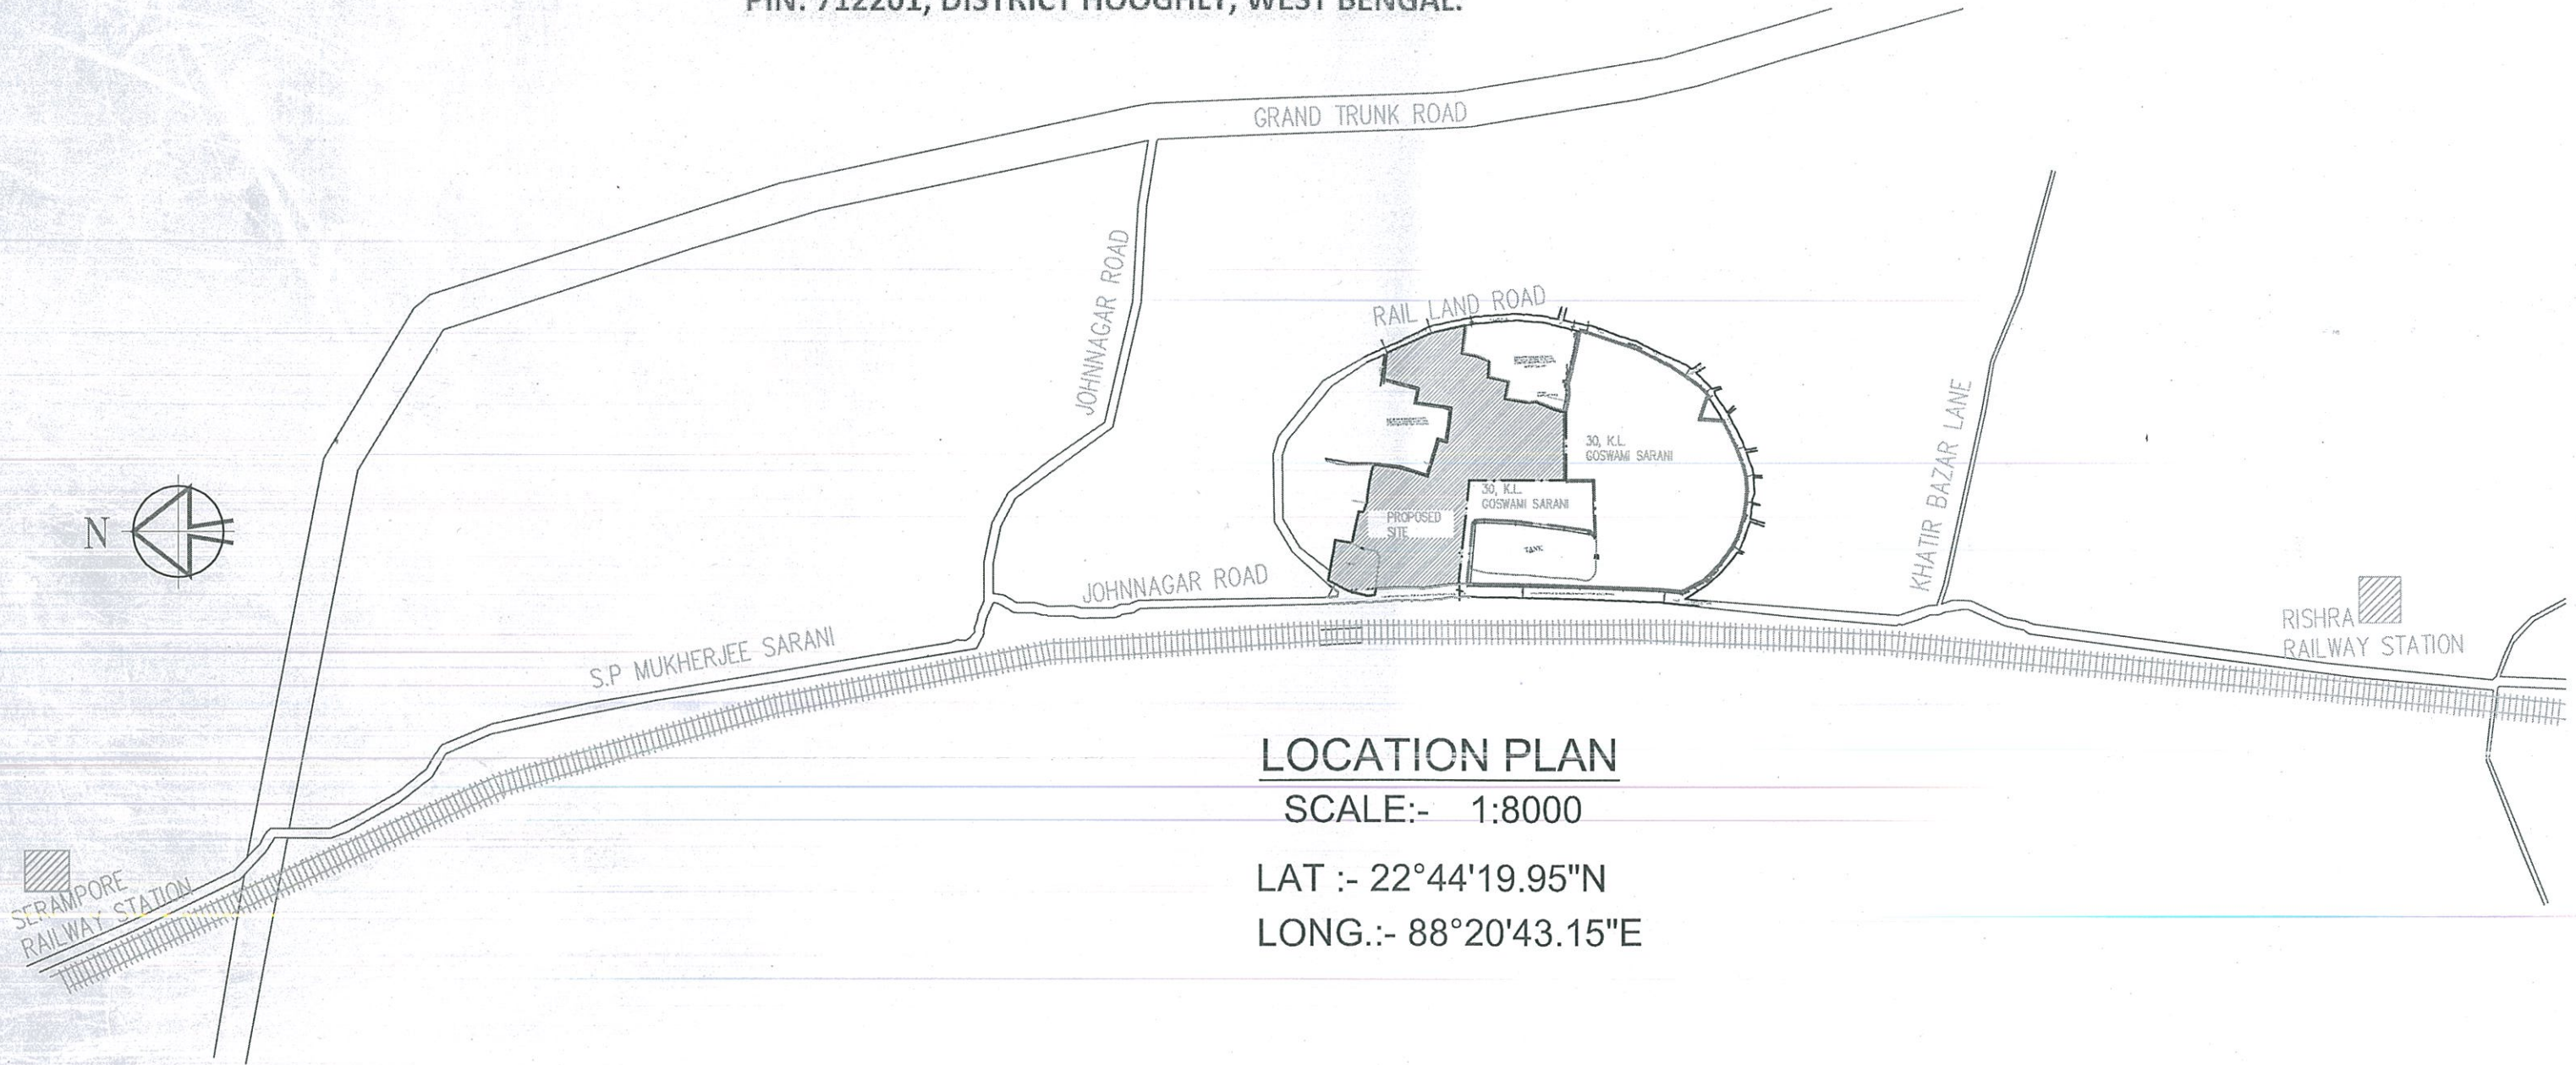 PIN: 712201, DISTRICT HOOGHLY, WEST BENGAL.
GRAND TRUNK ROAD
JOHNNAGAR ROAD
RAIL LAND ROAD
KHATIR BAZAR LANE
30, K.L.
GOSWAMI SARANI
30, K.L.
GOSWAMI SARANI
PROPOSED
SITE
TANK
N
JOHNNAGAR ROAD
S.P MUKHERJEE SARANI
RISHRA
RAILWAY STATION
SERAMPORE
RAILWAY STATION
LOCATION PLAN
SCALE:- 1:8000
LAT :- 22°44'19.95"N
LONG.:- 88°20'43.15"E